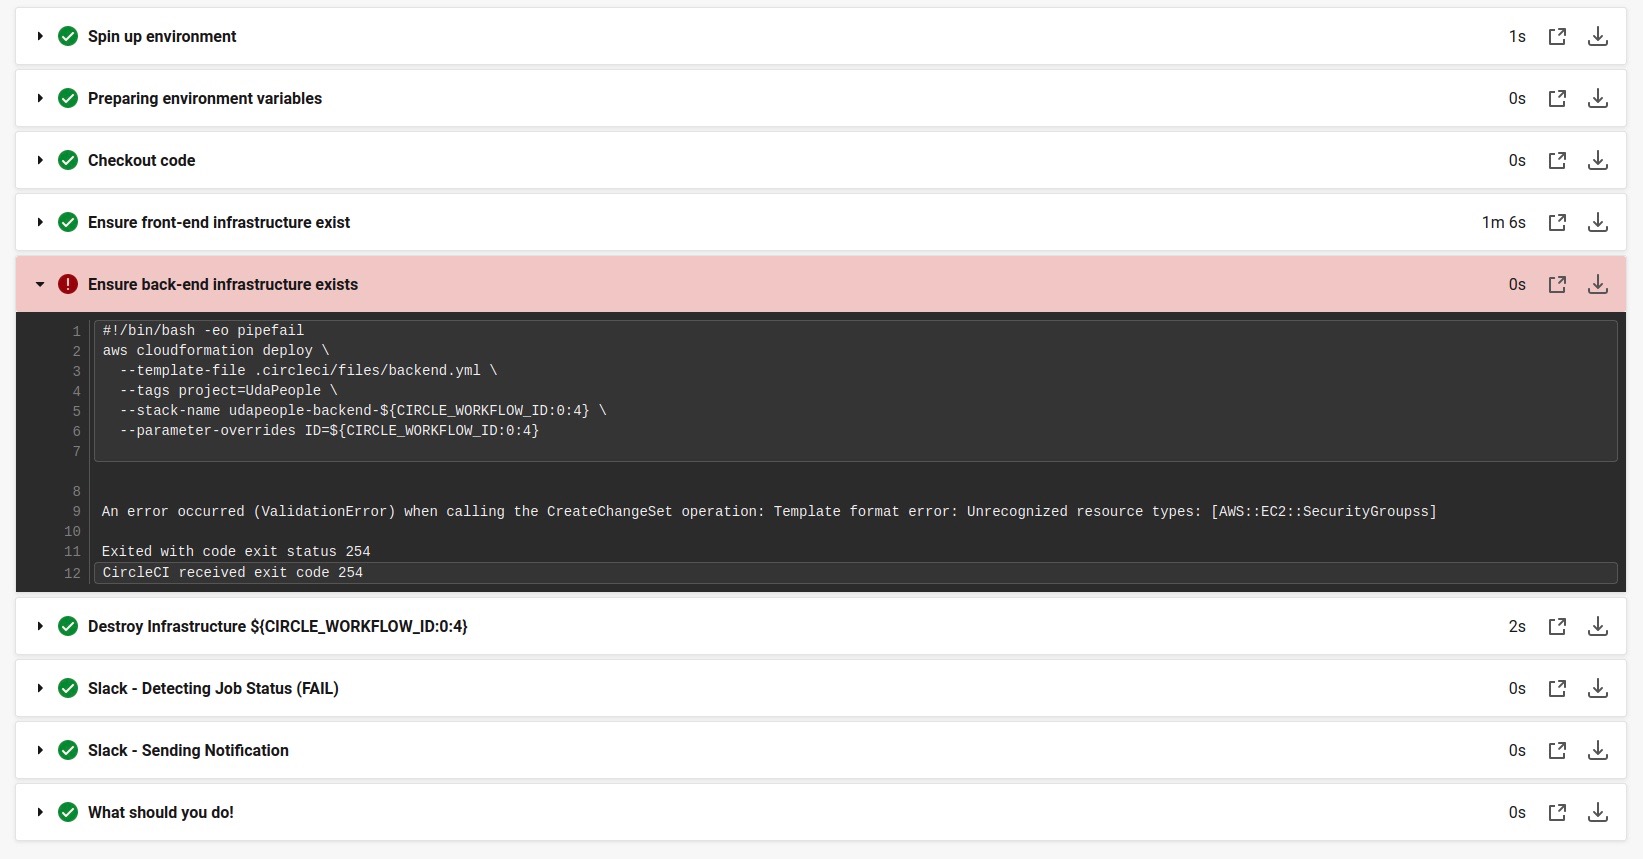 Spin up environment 1s
Preparing environment variables 0s
Checkout code 0s
Ensure front-end infrastructure exist 1m 6s
Ensure back-end infrastructure exists 0s
1 #!/bin/bash -eo pipefail
2 aws cloudformation deploy \
3   --template-file .circleci/files/backend.yml \
4   --tags project=UdaPeople \
5   --stack-name udapeople-backend-${CIRCLE_WORKFLOW_ID:0:4} \
6   --parameter-overrides ID=${CIRCLE_WORKFLOW_ID:0:4}
7
8
9 An error occurred (ValidationError) when calling the CreateChangeSet operation: Template format error: Unrecognized resource types: [AWS::EC2::SecurityGroupss]
10
11 Exited with code exit status 254
12 CircleCI received exit code 254
Destroy Infrastructure ${CIRCLE_WORKFLOW_ID:0:4} 2s
Slack - Detecting Job Status (FAIL) 0s
Slack - Sending Notification 0s
What should you do! 0s